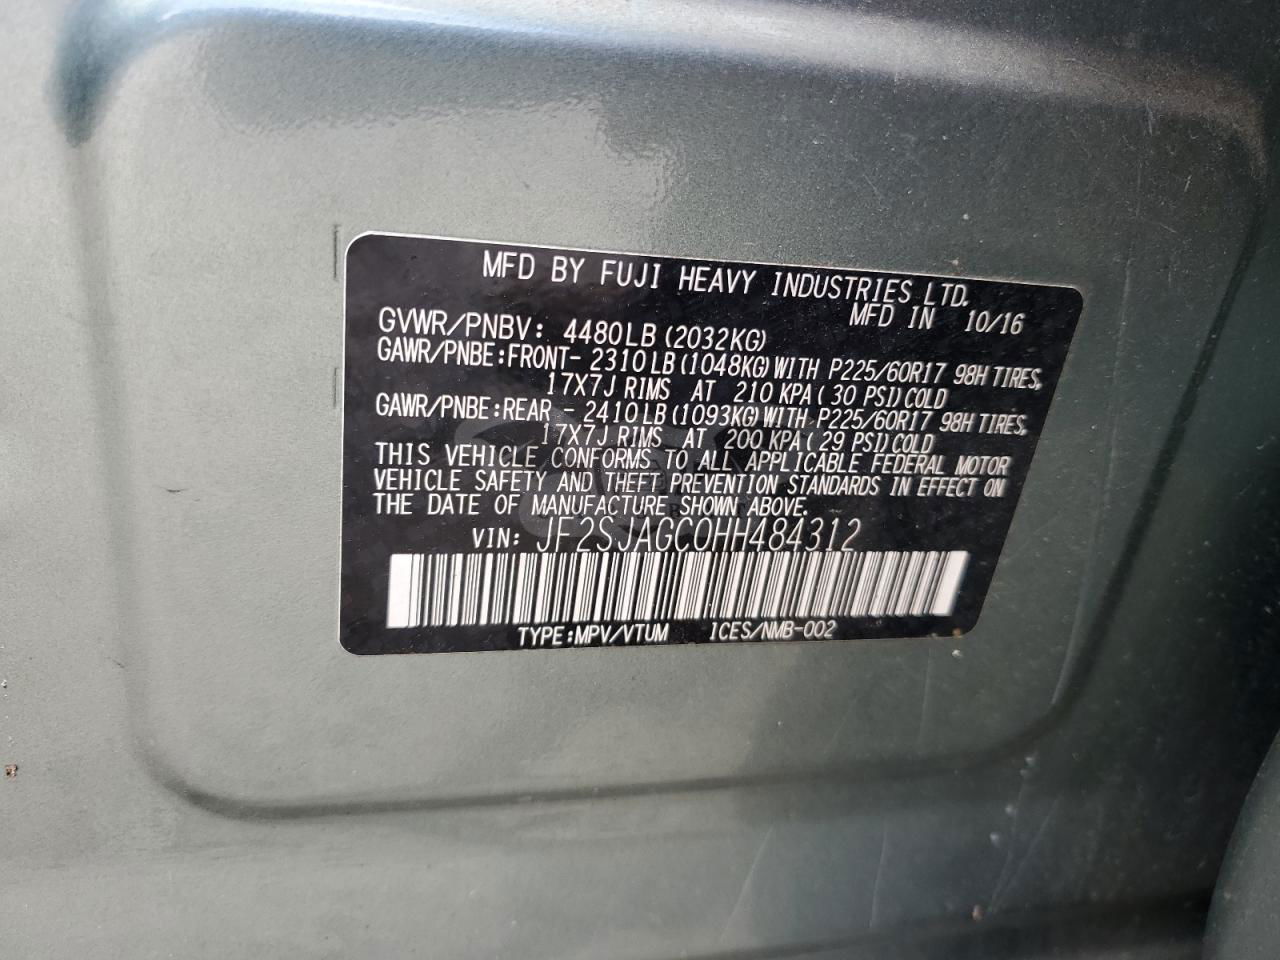 MFD BY FUJI HEAVY INDUSTRIES LTD.
MFD IN 10/16
GVWR/PNBV: 4480LB (2032KG)
GAWR/PNBE:FRONT- 2310LB (1048KG) WITH P225/60R17 98H TIRES,
17X7J RIMS AT 210 KPA (30 PSI) COLD
GAWR/PNBE:REAR - 2410LB (1093KG) WITH P225/60R17 98H TIRES,
17X7J RIMS AT 200 KPA (29 PSI) COLD
THIS VEHICLE CONFORMS TO ALL APPLICABLE FEDERAL MOTOR
VEHICLE SAFETY AND THEFT PREVENTION STANDARDS IN EFFECT ON
THE DATE OF MANUFACTURE SHOWN ABOVE.
VIN: JF2SJAGC0HH484312
TYPE:MPV/VTUM ICES/NMB-002